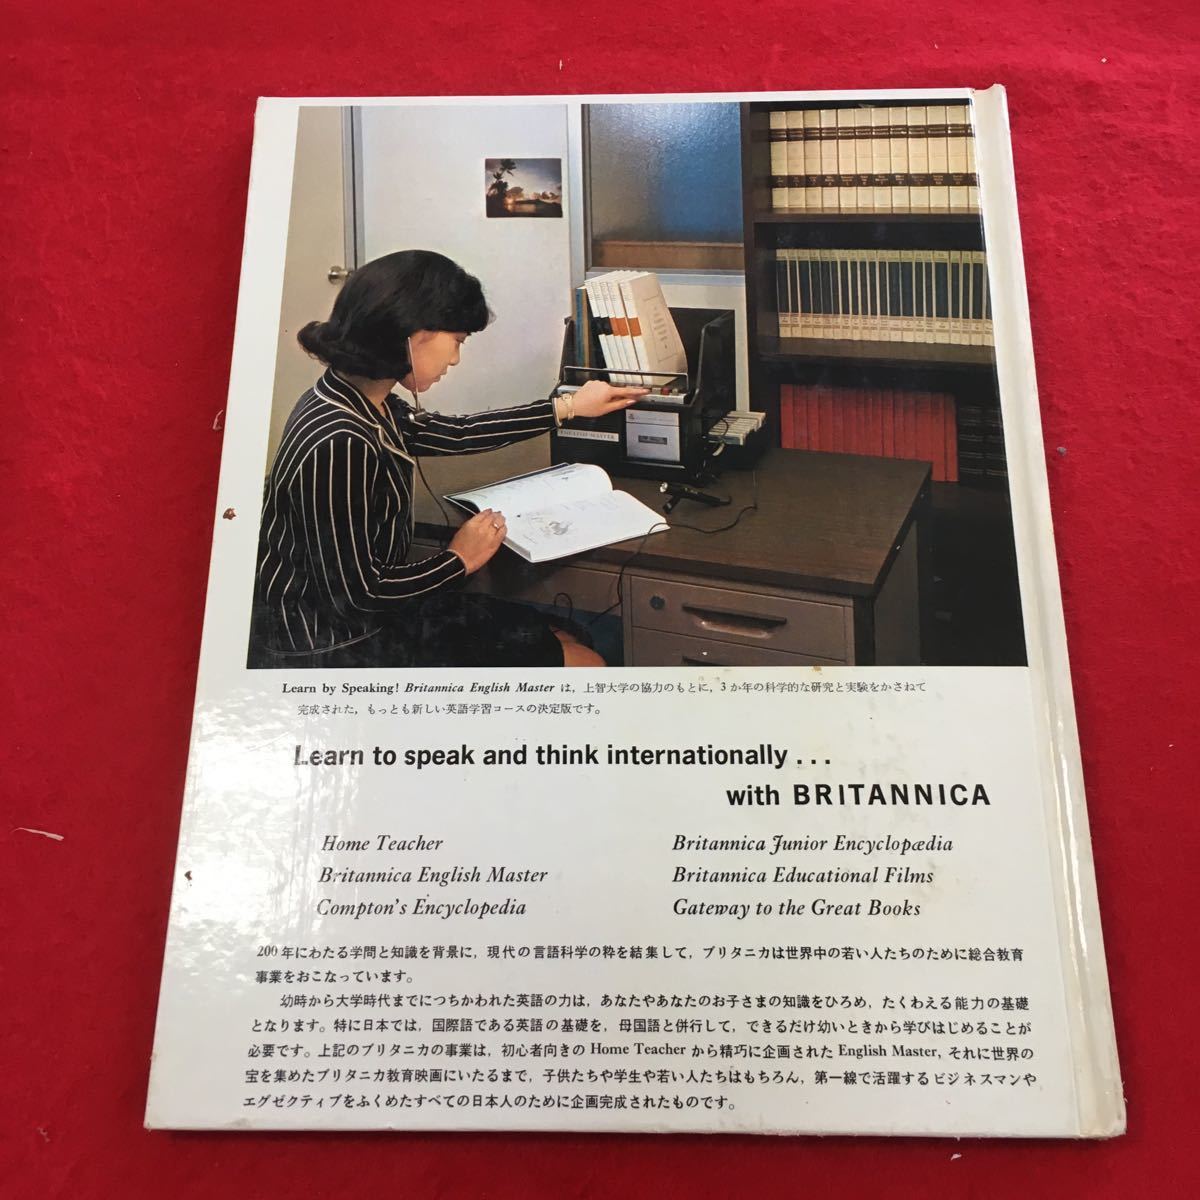 ENGLISH MASTER
Learn by Speaking! Britannica English Master は，上智大学の協力のもとに，3か年の科学的な研究と実験をかさねて
完成された，もっとも新しい英語学習コースの決定版です。
Learn to speak and think internationally ...
with BRITANNICA
Home Teacher
Britannica English Master
Compton's Encyclopedia
Britannica Junior Encyclopædia
Britannica Educational Films
Gateway to the Great Books
200年にわたる学問と知識を背景に，現代の言語科学の粋を結集して，ブリタニカは世界中の若い人たちのために総合教育
事業をおこなっています。
幼時から大学時代までにつちかわれた英語の力は，あなたやあなたのお子さまの知識をひろめ，たくわえる能力の基礎
となります。特に日本では，国際語である英語の基礎を，母国語と併行して，できるだけ幼いときから学びはじめることが
必要です。上記のブリタニカの事業は，初心者向きの Home Teacher から精巧に企画された English Master, それに世界の
宝を集めたブリタニカ教育映画にいたるまで，子供たちや学生や若い人たちはもちろん，第一線で活躍するビジネスマンや
エグゼクティブをふくめたすべての日本人のために企画完成されたものです。